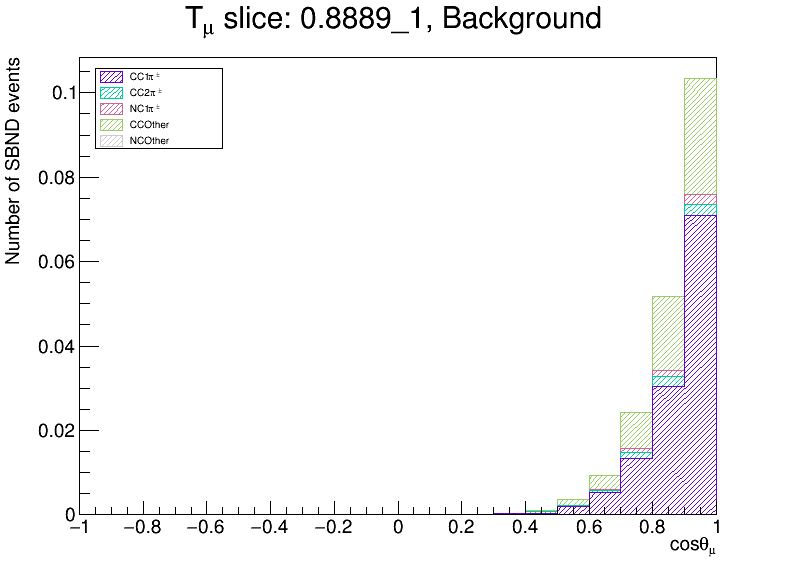 Tμ slice: 0.8889_1, Background
CC1π ±
CC2π ±
NC1π ±
CCOther
NCOther
Number of SBND events
0.1
0.08
0.06
0.04
0.02
0
−1 −0.8 −0.6 −0.4 −0.2 0 0.2 0.4 0.6 0.8 1
cosθμ